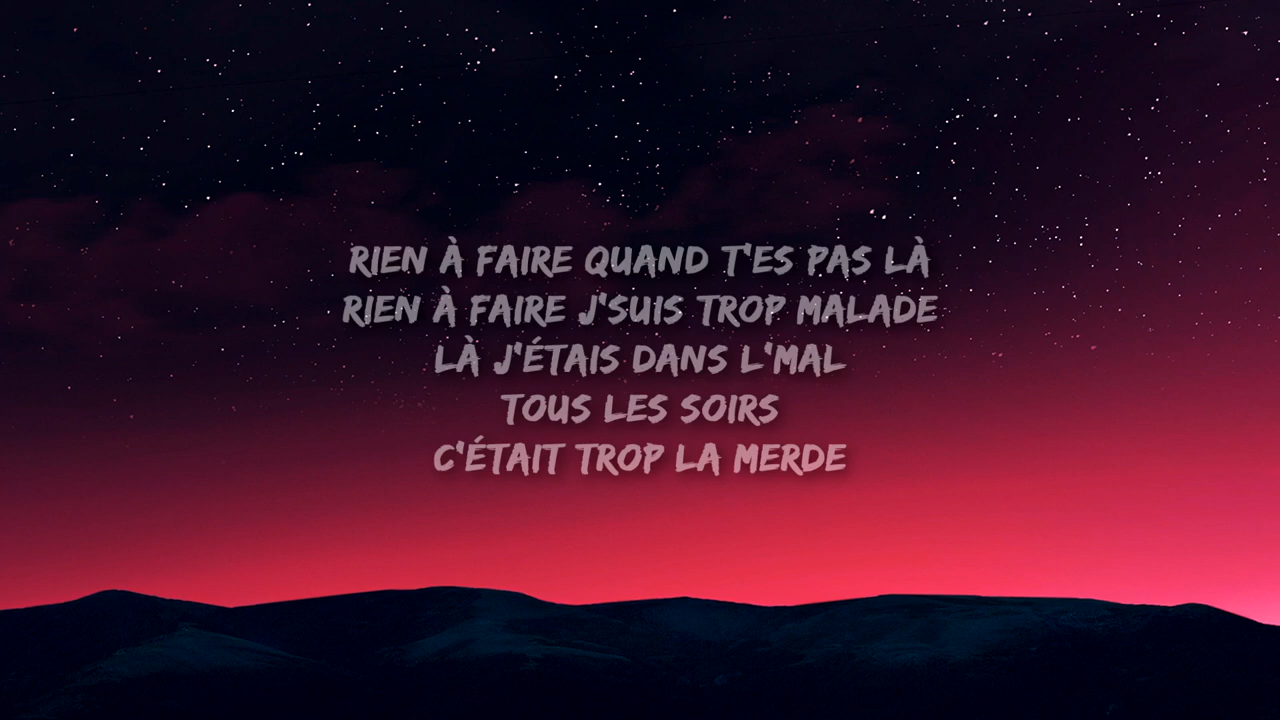 RIEN À FAIRE QUAND T'ES PAS LÀ
RIEN À FAIRE J'SUIS TROP MALADE
LÀ J'ÉTAIS DANS L'MAL
TOUS LES SOIRS
C'ÉTAIT TROP LA MERDE